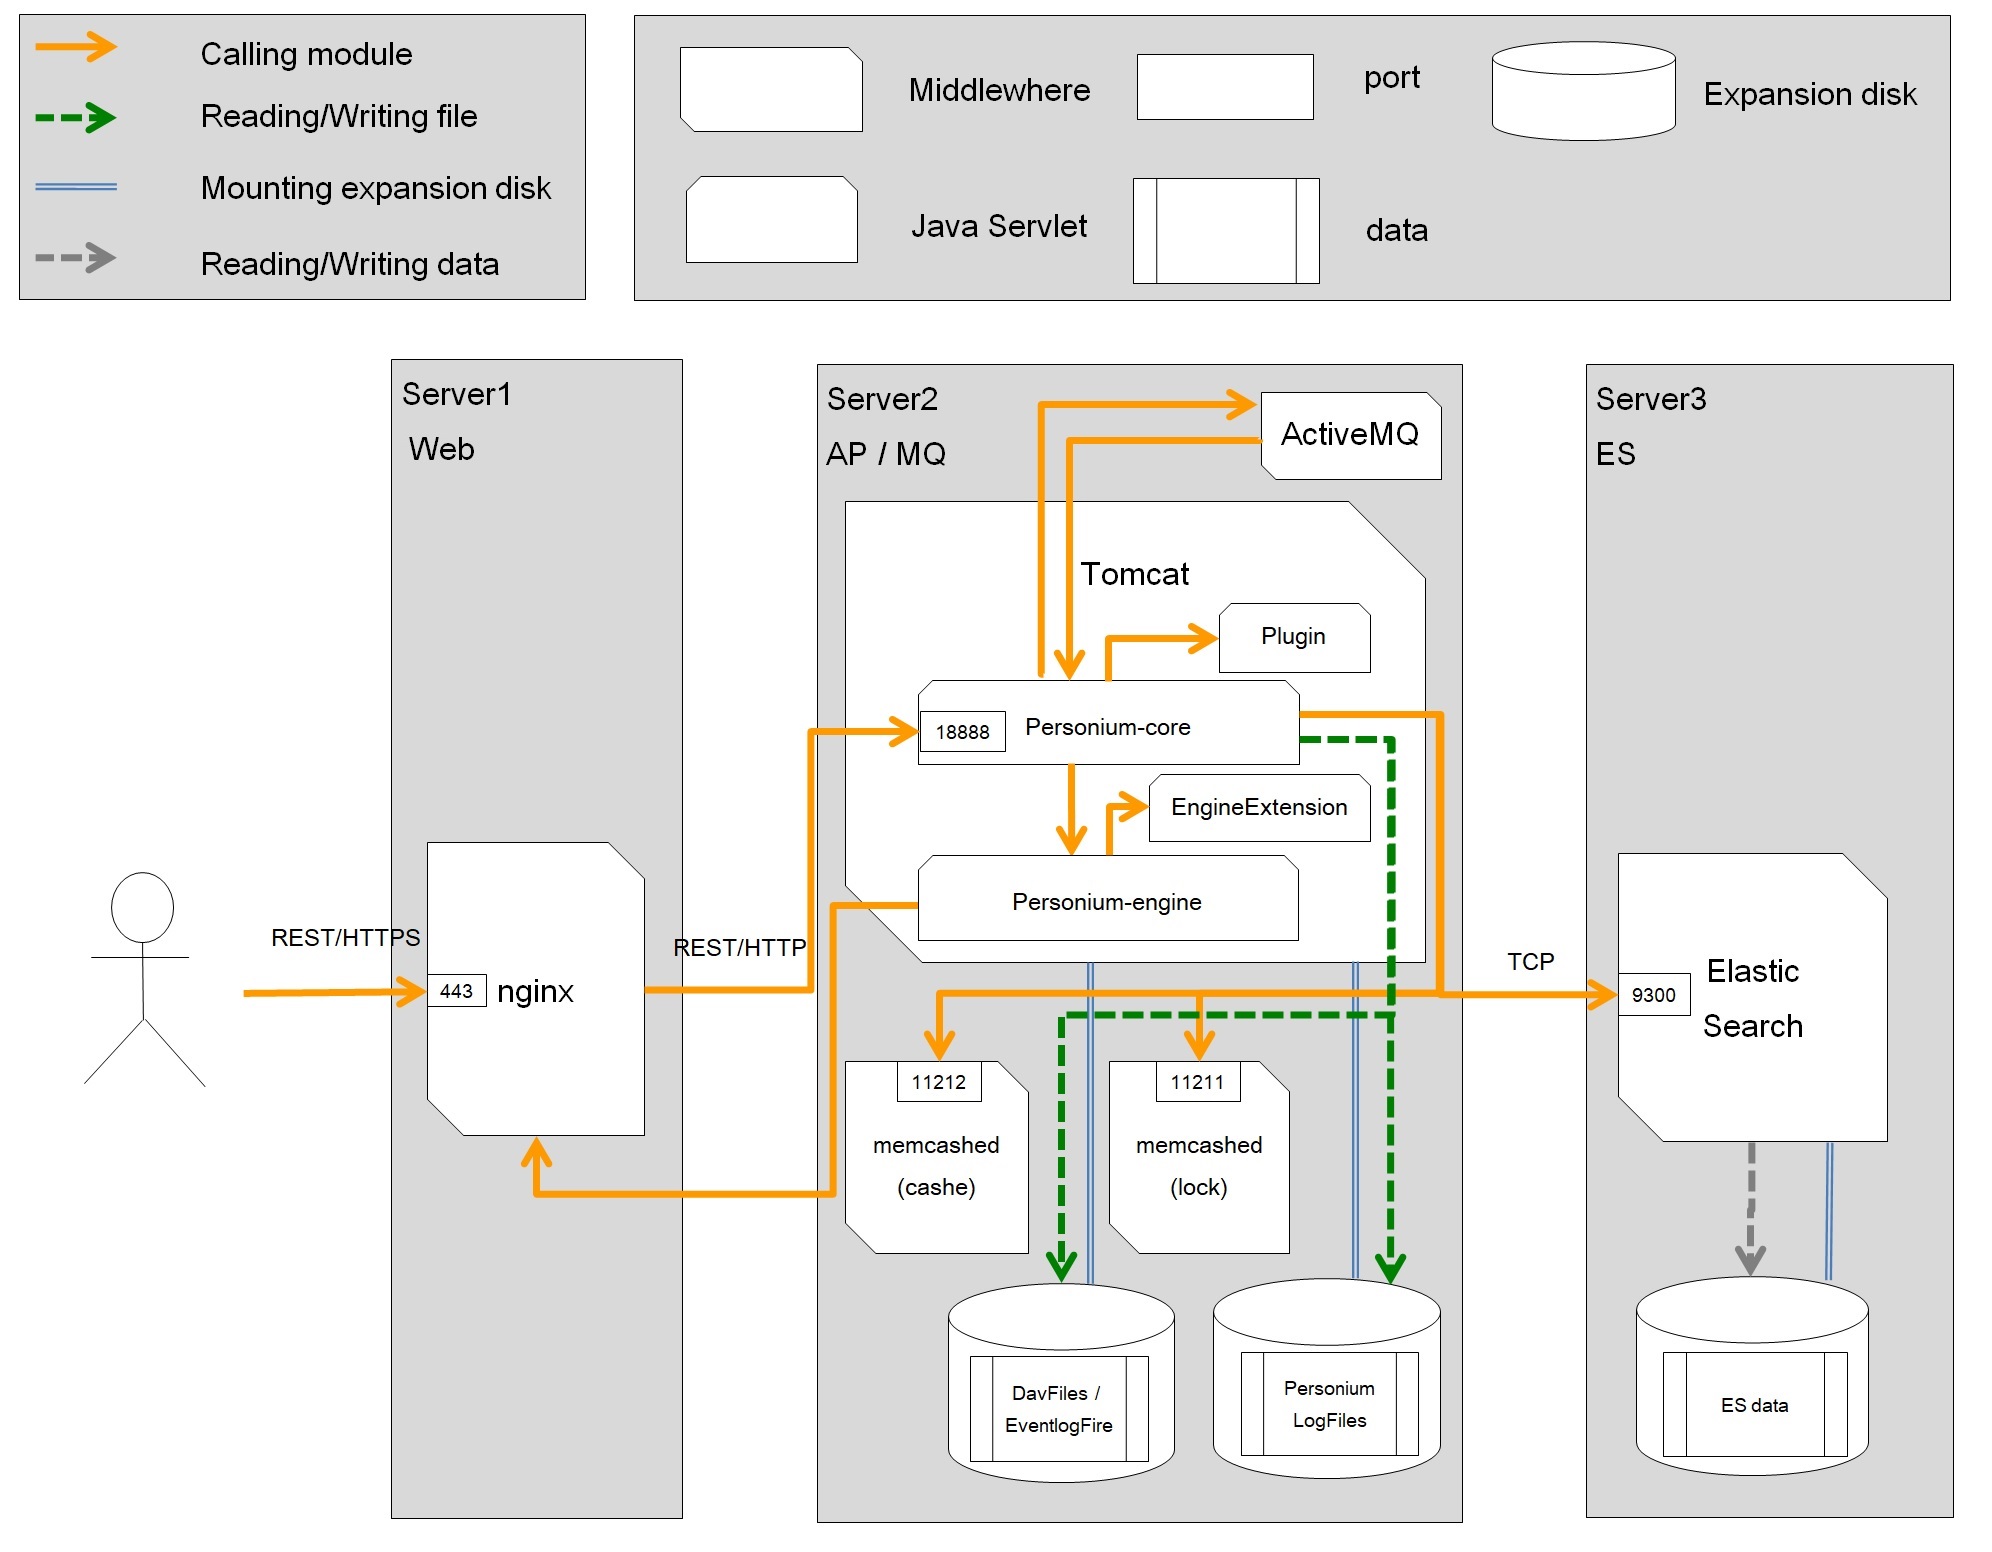 Calling module
Reading/Writing file
Mounting expansion disk
Reading/Writing data
Middlewhere
port
Expansion disk
Java Servlet
data
Server1
Web
Server2
AP / MQ
ActiveMQ
Server3
ES
Tomcat
Plugin
18888
Personium-core
EngineExtension
Personium-engine
REST/HTTPS
REST/HTTP
TCP
443
nginx
9300
Elastic
Search
11212
memcashed
(cashe)
11211
memcashed
(lock)
DavFiles /
EventlogFire
Personium
LogFiles
ES data